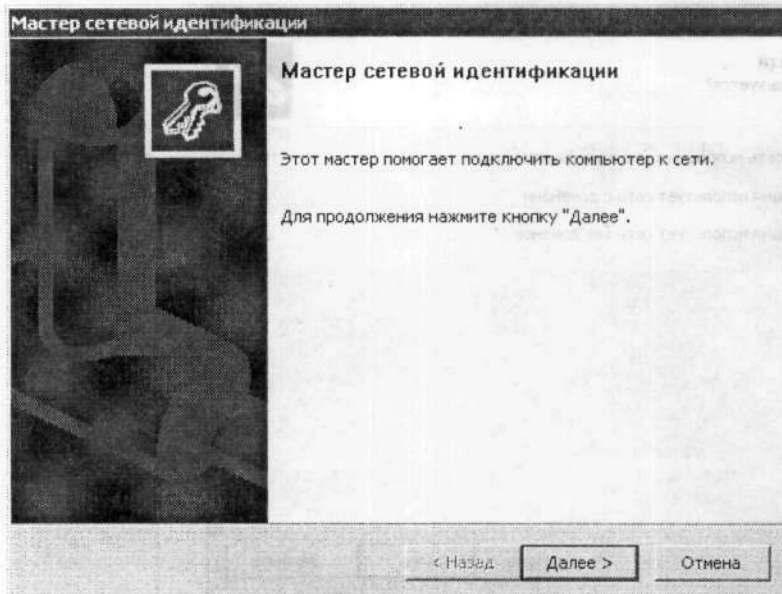 Мастер сетевой идентификации
Мастер сетевой идентификации
Этот мастер помогает подключить компьютер к сети.
Для продолжения нажмите кнопку "Далее".
< Назад
Далее >
Отмена